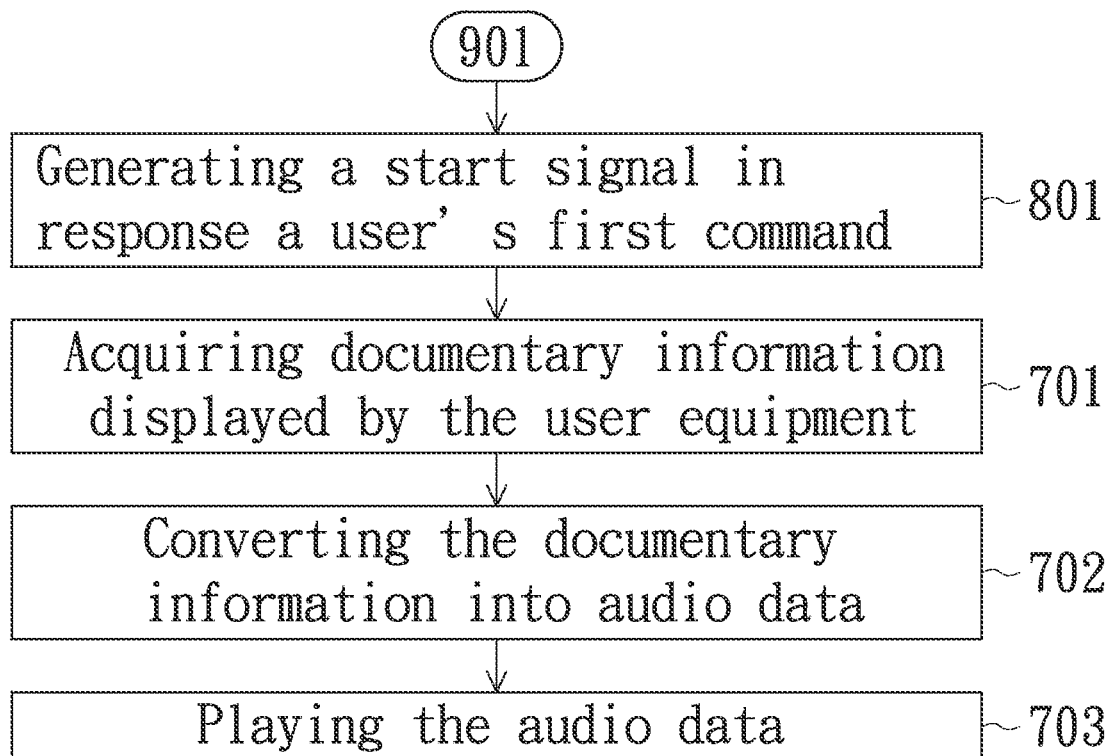 901
Generating a start signal in
response a user's first command
801
Acquiring documentary information
displayed by the user equipment
701
Converting the documentary
information into audio data
702
Playing the audio data
703